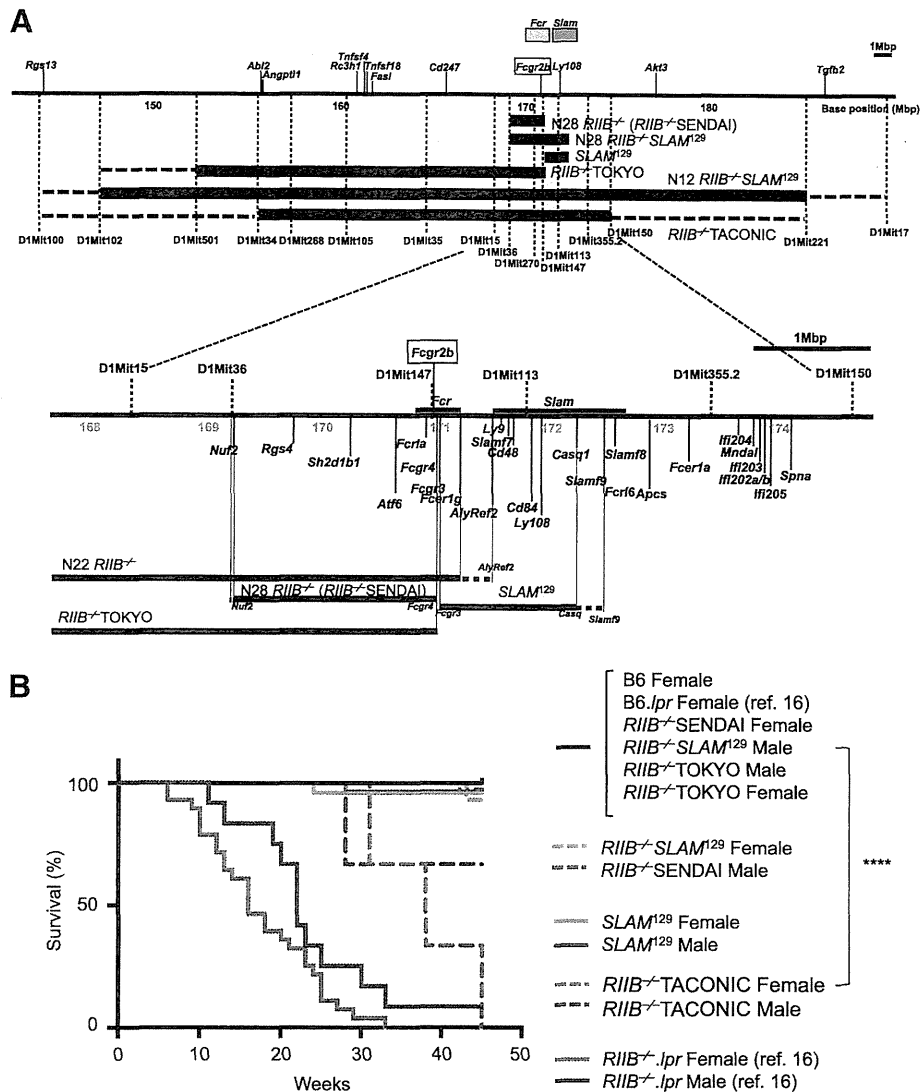 A
Fcr Slam
Rgs13 Abl2 Angptl1 Tnfsf4 Rc3h1 Tnfsf18 Fasl Cd247 Fcgr2b Ly108 Akt3 Tgfb2 1Mbp
150 160 170 180 Base position (Mbp)
N28 RIIB-/- (RIIB-/-SENDAI)
N28 RIIB-/-SLAM129
SLAM129
RIIB-/-TOKYO
N12 RIIB-/-SLAM129
RIIB-/-TACONIC
D1Mit100 D1Mit102 D1Mit501 D1Mit34 D1Mit268 D1Mit105 D1Mit35 D1Mit15 D1Mit36 D1Mit270 D1Mit147 D1Mit113 D1Mit355.2 D1Mit150 D1Mit221 D1Mit17
1Mbp
Fcgr2b
D1Mit15 D1Mit36 D1Mit147 D1Mit113 D1Mit355.2 D1Mit150
Fcr Slam
168 169 170 171 172 173 174
Nuf2 Rgs4 Sh2d1b1 Atf6 Fcrla Fcgr4 Fcgr3 Fcer1g AlyRef2 Ly9 Slamf7 Cd48 Cd84 Ly108 Casq1 Slamf9 Slamf8 Fcrl6 Apcs Fcer1a Ifi204 Mndal Ifi203 Ifi202a/b Ifi205 Spna
N22 RIIB-/-
AlyRef2
N28 RIIB-/- (RIIB-/-SENDAI)
SLAM129
Nuf2 Fcgr4 Fcgr3 Casq Slamf9
RIIB-/-TOKYO
B
Survival (%)
100
50
0
0 10 20 30 40 50
Weeks
B6 Female
B6.lpr Female (ref. 16)
RIIB-/-SENDAI Female
RIIB-/-SLAM129 Male
RIIB-/-TOKYO Male
RIIB-/-TOKYO Female
RIIB-/-SLAM129 Female
RIIB-/-SENDAI Male
****
SLAM129 Female
SLAM129 Male
RIIB-/-TACONIC Female
RIIB-/-TACONIC Male
RIIB-/-.lpr Female (ref. 16)
RIIB-/-.lpr Male (ref. 16)